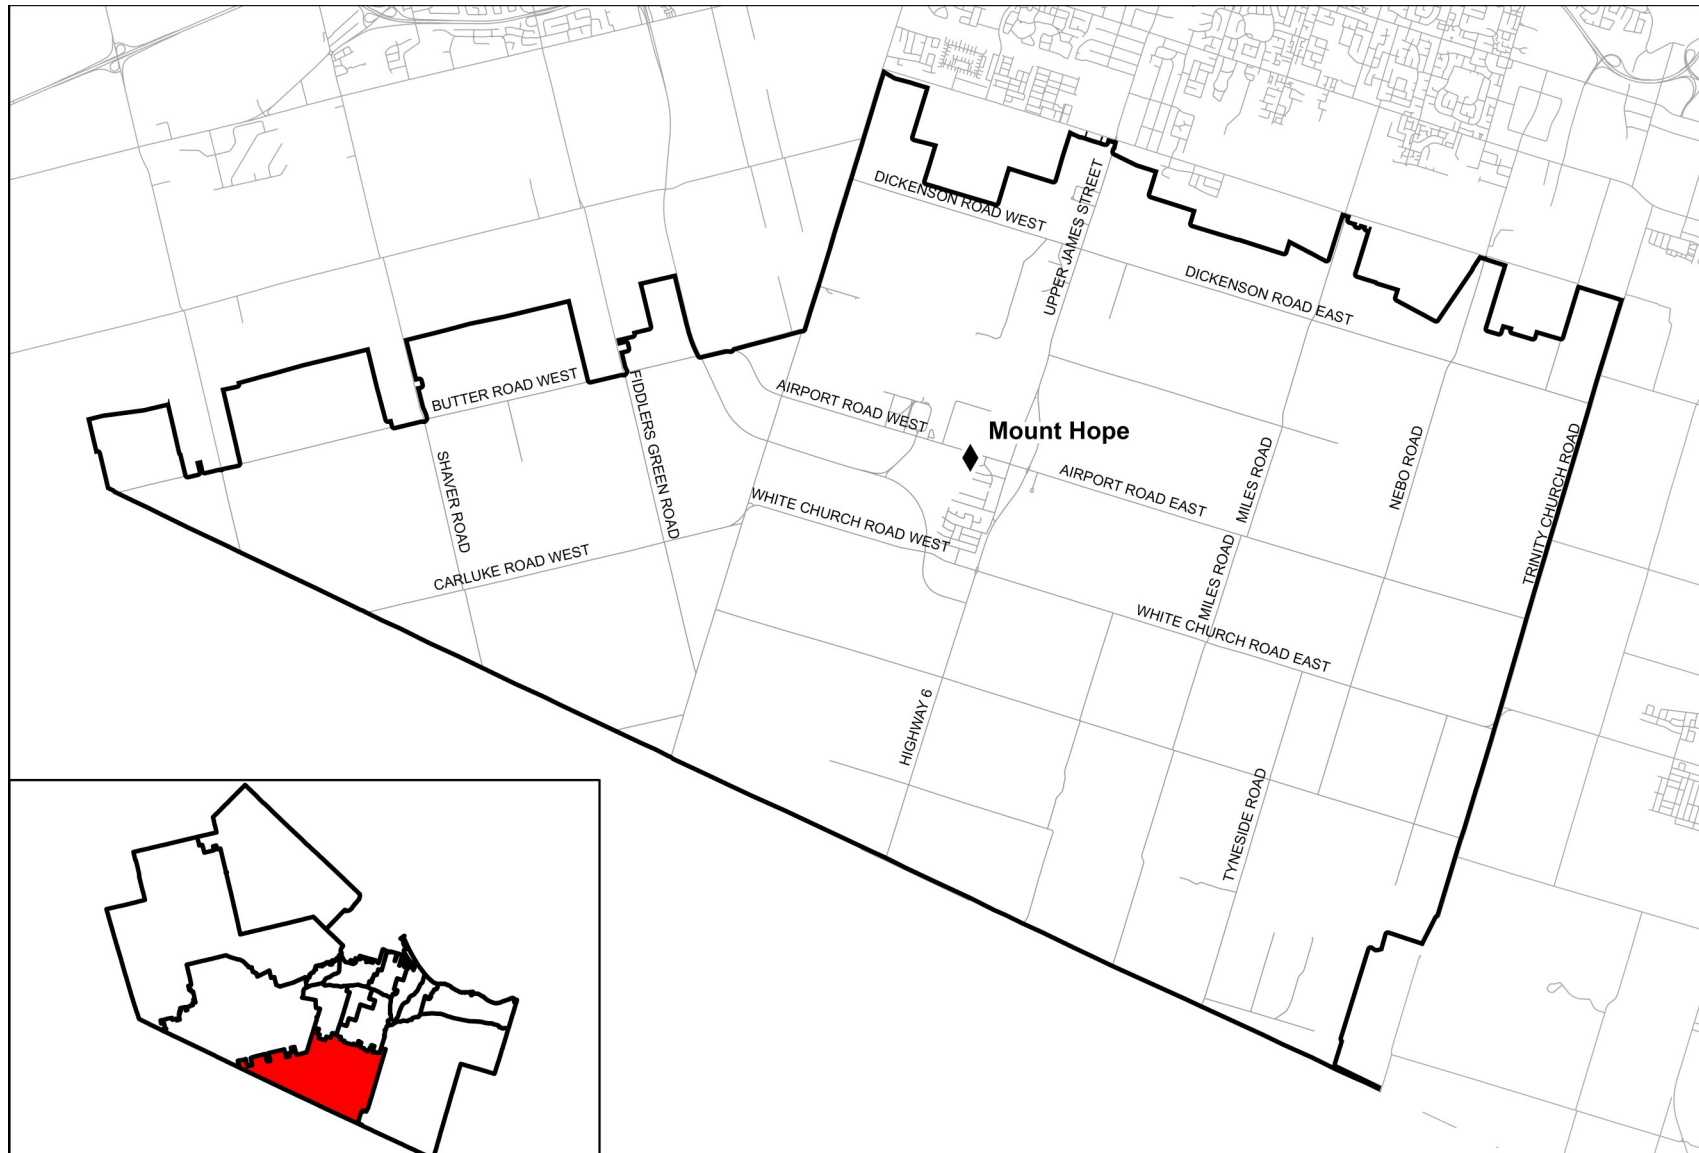 DICKENSON ROAD WEST
UPPER JAMES STREET
DICKENSON ROAD EAST
BUTTER ROAD WEST
FIDDLERS GREEN ROAD
AIRPORT ROAD WEST
Mount Hope
AIRPORT ROAD EAST
MILES ROAD
NEBO ROAD
TRINITY CHURCH ROAD
SHAVER ROAD
WHITE CHURCH ROAD WEST
CARLUKE ROAD WEST
MILES ROAD
WHITE CHURCH ROAD EAST
HIGHWAY 6
TYNESIDE ROAD